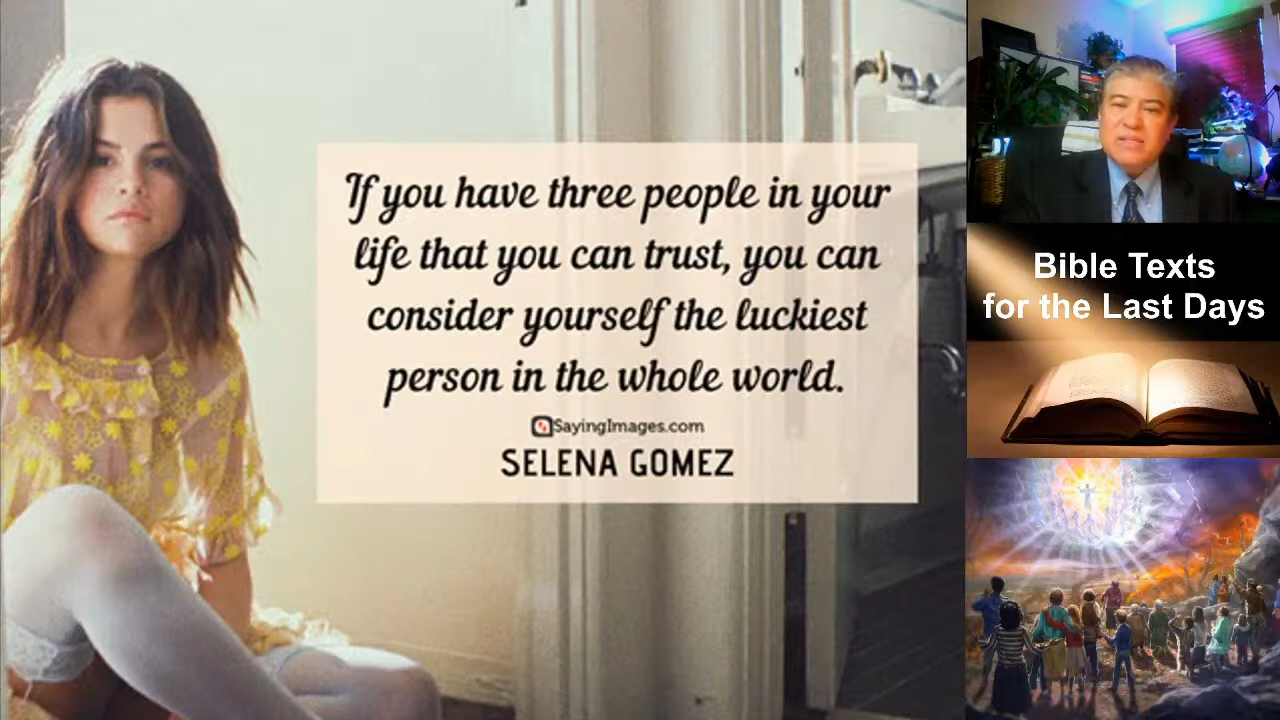 If you have three people in your
life that you can trust, you can
consider yourself the luckiest
person in the whole world.
SayingImages.com
SELENA GOMEZ
Bible Texts
for the Last Days